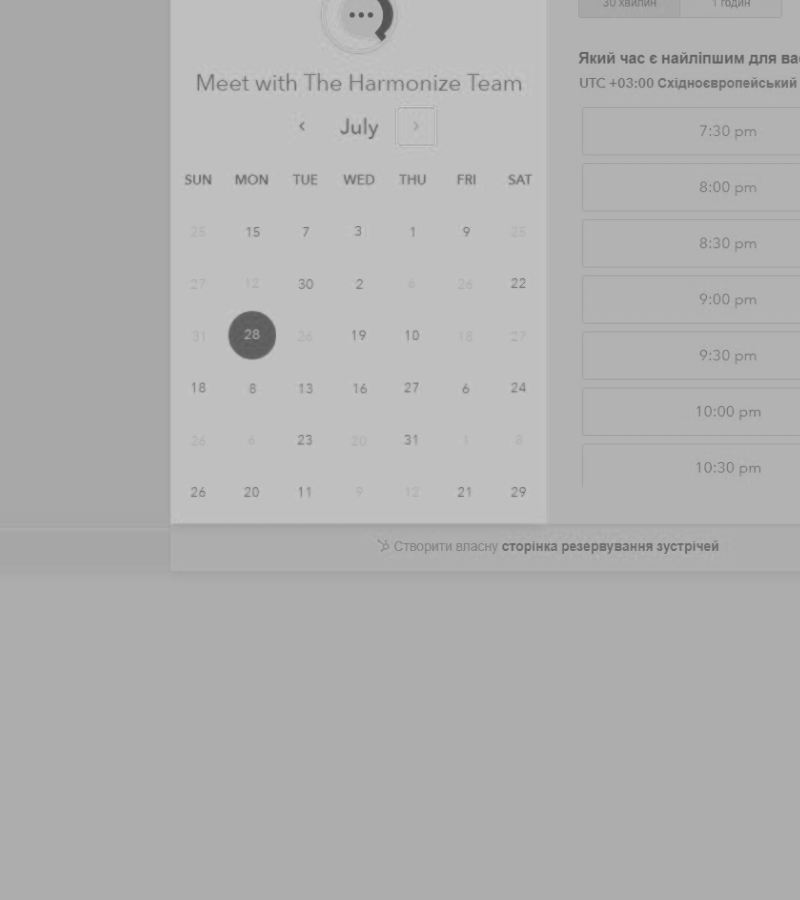 30 хвилин 1 годин
Який час є найліпшим для вас
UTC +03:00 Східноєвропейський
Meet with The Harmonize Team
July
SUN MON TUE WED THU FRI SAT
25 15 7 3 1 9 25
27 12 30 2 6 26 22
31 28 26 19 10 18 27
18 8 13 16 27 6 24
26 6 23 20 31 1 8
26 20 11 9 12 21 29
7:30 pm
8:00 pm
8:30 pm
9:00 pm
9:30 pm
10:00 pm
10:30 pm
Створити власну сторінка резервування зустрічей